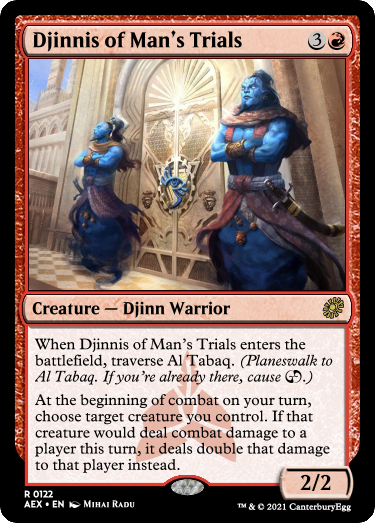 Djinnis of Man's Trials 3
Creature — Djinn Warrior
When Djinnis of Man's Trials enters the
battlefield, traverse Al Tabaq. (Planeswalk to
Al Tabaq. If you're already there, cause .)
At the beginning of combat on your turn,
choose target creature you control. If that
creature would deal combat damage to a
player this turn, it deals double that damage
to that player instead.
2/2
R 0122
AEX • EN Mihai Radu
™ & © 2021 CanterburyEgg